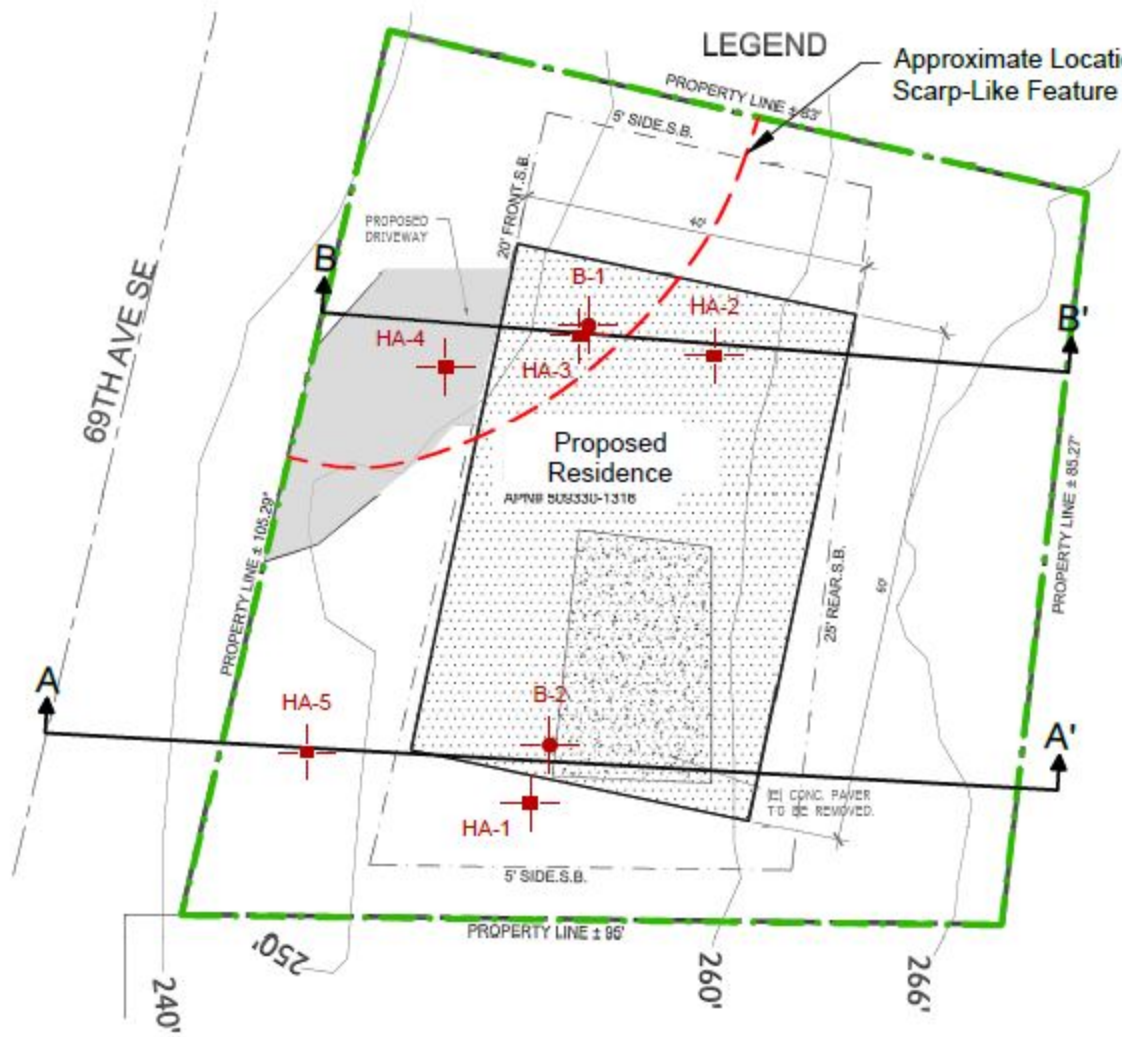 LEGEND
Approximate Locati
Scarp-Like Feature
PROPERTY LINE ± 83'
5' SIDE.S.B.
20' FRONT.S.B.
40'
PROPOSED
DRIVEWAY
B
B-1
HA-2
B'
HA-4
HA-3
69TH AVE SE
Proposed
Residence
APN# 509330-1316
PROPERTY LINE ± 105.29'
PROPERTY LINE ± 85.27'
25' REAR.S.B.
60'
A
HA-5
B-2
A'
[E] CONC. PAVER
TO BE REMOVED.
HA-1
5' SIDE.S.B.
PROPERTY LINE ± 95'
250'
240'
260'
266'